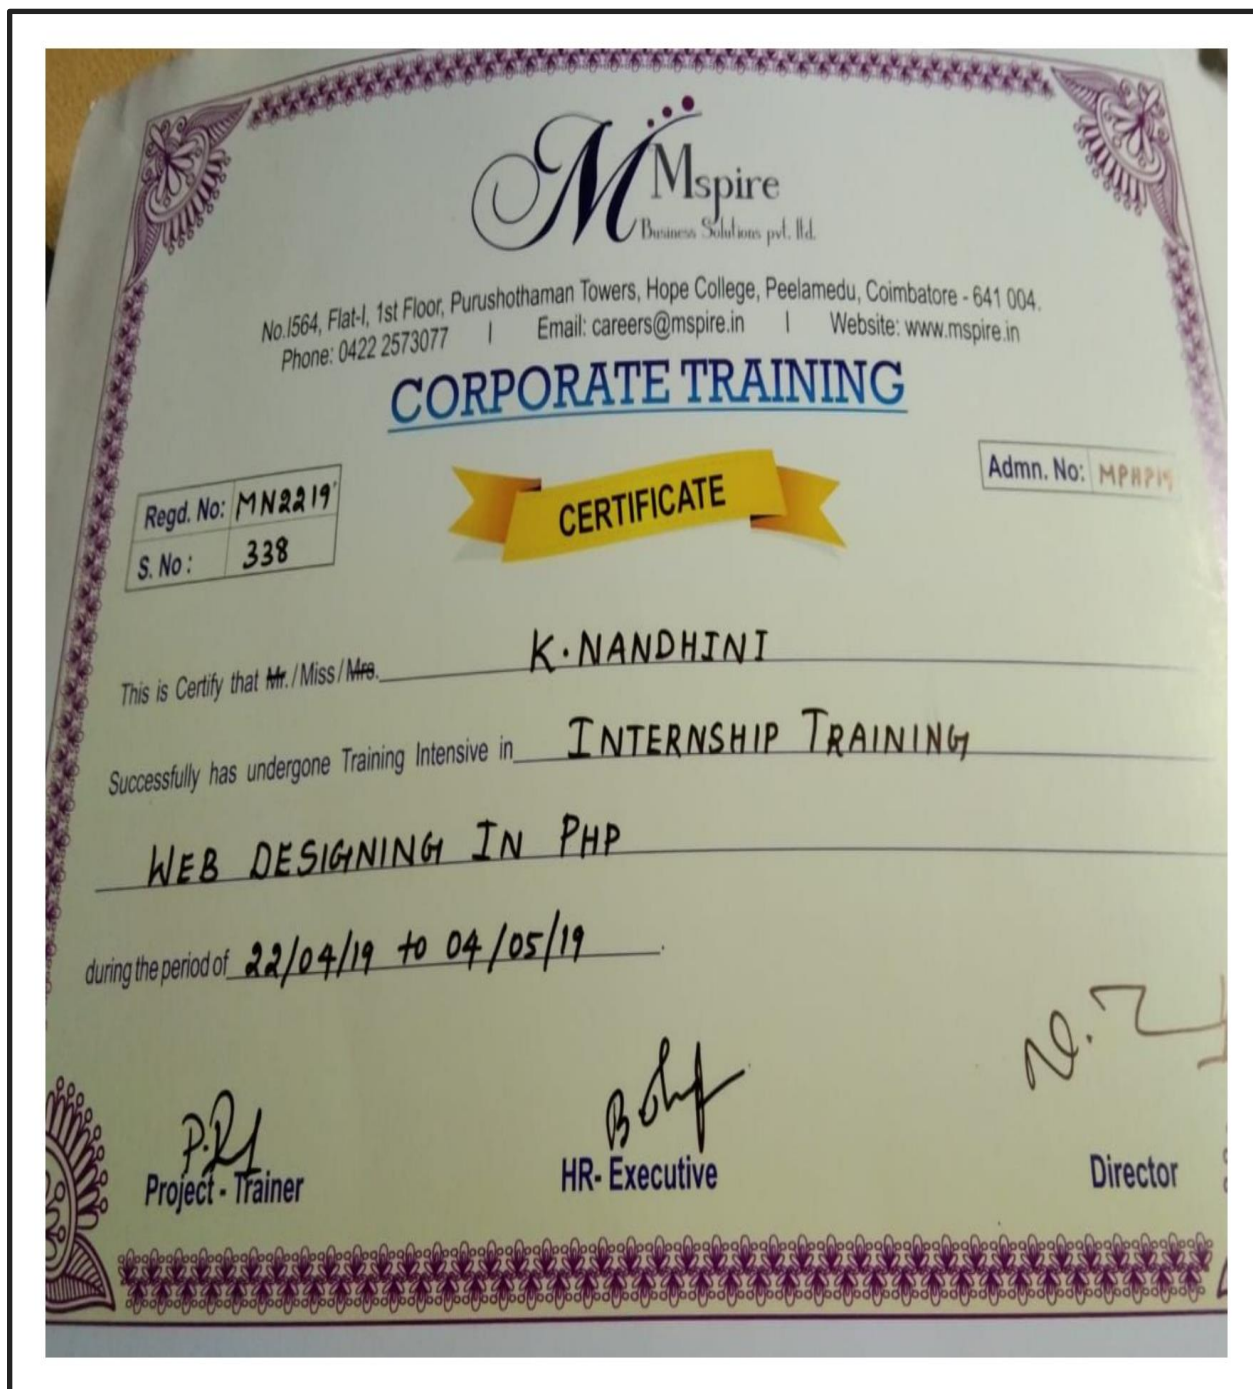 M Mspire
Business Solutions pvt. ltd.
No.I564, Flat-I, 1st Floor, Purushothaman Towers, Hope College, Peelamedu, Coimbatore - 641 004.
Phone: 0422 2573077 | Email: careers@mspire.in | Website: www.mspire.in
CORPORATE TRAINING
CERTIFICATE
Regd. No: MN2219
Admn. No: MPHP19
S. No : 338
This is Certify that Mr./Miss/Mrs. K. NANDHINI
Successfully has undergone Training Intensive in INTERNSHIP TRAINING
WEB DESIGNING IN PHP
during the period of 22/04/19 to 04/05/19.
Project - Trainer
HR- Executive
Director